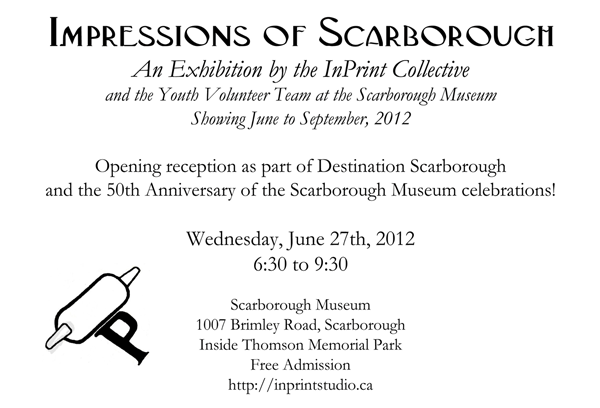 IMPRESSIONS OF SCARBOROUGH
An Exhibition by the InPrint Collective
and the Youth Volunteer Team at the Scarborough Museum
Showing June to September, 2012
Opening reception as part of Destination Scarborough
and the 50th Anniversary of the Scarborough Museum celebrations!
Wednesday, June 27th, 2012
6:30 to 9:30
Scarborough Museum
1007 Brimley Road, Scarborough
Inside Thomson Memorial Park
Free Admission
http://inprintstudio.ca
P